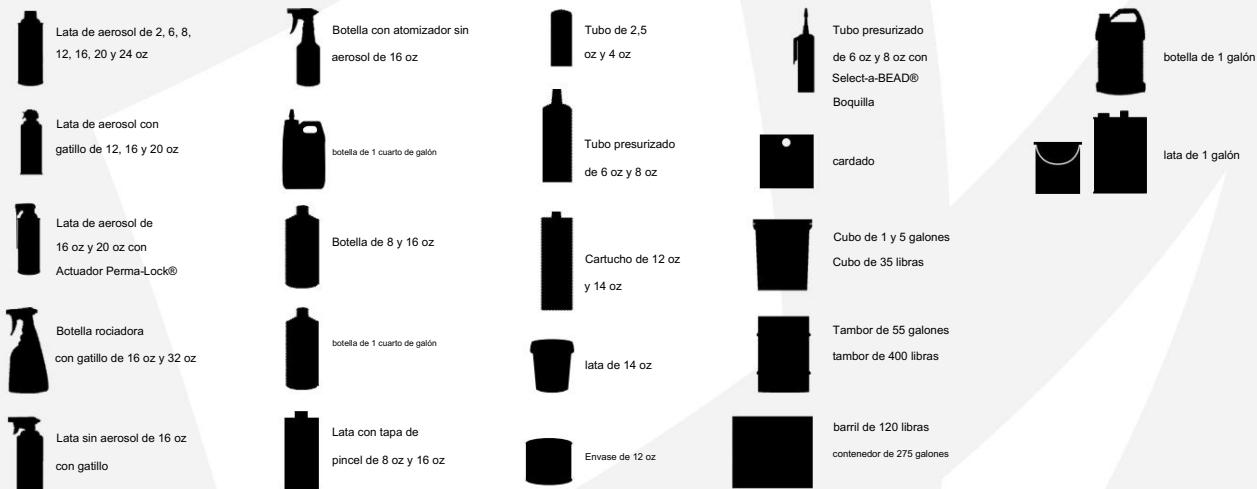 Lata de aerosol de 2, 6, 8,
12, 16, 20 y 24 oz
Lata de aerosol con
gatillo de 12, 16 y 20 oz
Lata de aerosol de
16 oz y 20 oz con
Actuador Perma-Lock®
Botella rociadora
con gatillo de 16 oz y 32 oz
Lata sin aerosol de 16 oz
con gatillo
Botella con atomizador sin
aerosol de 16 oz
botella de 1 cuarto de galón
Botella de 8 y 16 oz
botella de 1 cuarto de galón
Lata con tapa de
pincel de 8 oz y 16 oz
Tubo de 2,5
oz y 4 oz
Tubo presurizado
de 6 oz y 8 oz
Cartucho de 12 oz
y 14 oz
lata de 14 oz
Envase de 12 oz
Tubo presurizado
de 6 oz y 8 oz con
Select-a-BEAD®
Boquilla
cardado
Cubo de 1 y 5 galones
Cubo de 35 libras
Tambor de 55 galones
tambor de 400 libras
barril de 120 libras
contenedor de 275 galones
botella de 1 galón
lata de 1 galón